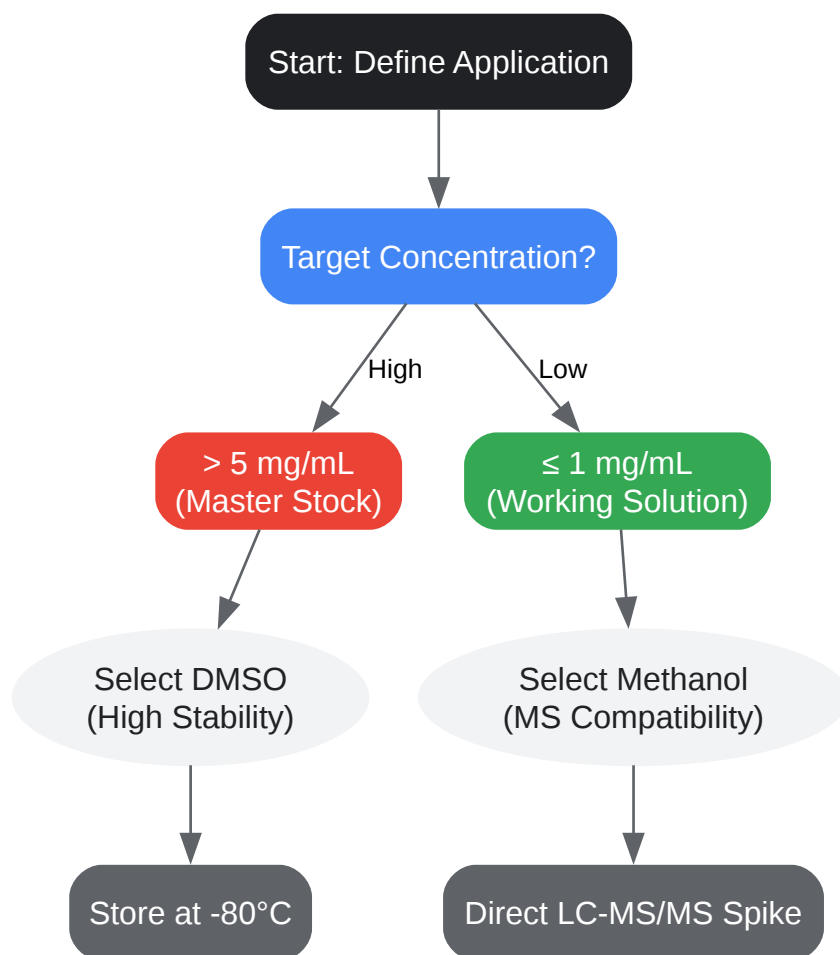 Start: Define Application
Target Concentration?
High
Low
> 5 mg/mL
(Master Stock)
≤ 1 mg/mL
(Working Solution)
Select DMSO
(High Stability)
Select Methanol
(MS Compatibility)
Store at -80°C
Direct LC-MS/MS Spike